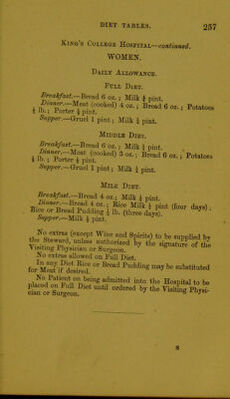 DIET TABLES. 257
KING'S COLLEGE HOSPITAL—continued.
WOMEN.
DAILY ALLOWANCE.
FULL DIET.
Breakfast.—Bread 6 oz.; Milk ¼ pint.
Dinner.—Meat (cooked) 4 oz.; Bread 6 oz.; Potatoes
½ lb.; Porter ½ pint.
Supper.—Gruel 1 pint; Milk ¼ pint.
MIDDLE DIET.
Breakfast.—Bread 6 oz.; Milk ¼ pint.
Dinner.—Meat (cooked) 3 oz.; Bread 6 oz.; Potatoes
½ lb.; Porter ½ pint.
Supper.—Gruel 1 pint; Milk ¼ pint.
MILK DIET.
Breakfast.—Bread 4 oz.; Milk ½ pint.
Dinner.—Bread 4 oz.; Rice Milk ½ pint (four days);
Rice or Bread Pudding ½ lb. (three days).
Supper.—Milk ½ pint.
No extras (except Wine and Spirits) to be supplied by
the Steward, unless authorized by the signature of the
Visiting Physician or Surgeon.
No extras allowed on Full Diet.
In any Diet Rice or Bread Pudding may be substituted
for Meat if desired.
No Patient on being admitted into the Hospital to be
placed on Full Diet until ordered by the Visiting Physi-
cian or Surgeon.
S